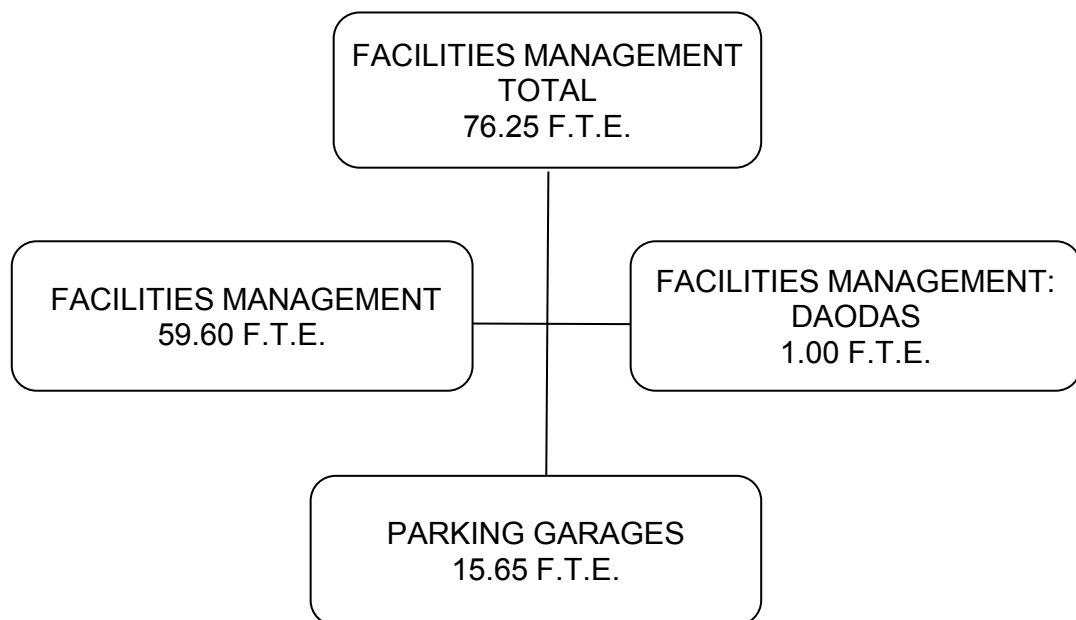 FACILITIES MANAGEMENT
TOTAL
76.25 F.T.E.
FACILITIES MANAGEMENT
59.60 F.T.E.
FACILITIES MANAGEMENT:
DAODAS
1.00 F.T.E.
PARKING GARAGES
15.65 F.T.E.